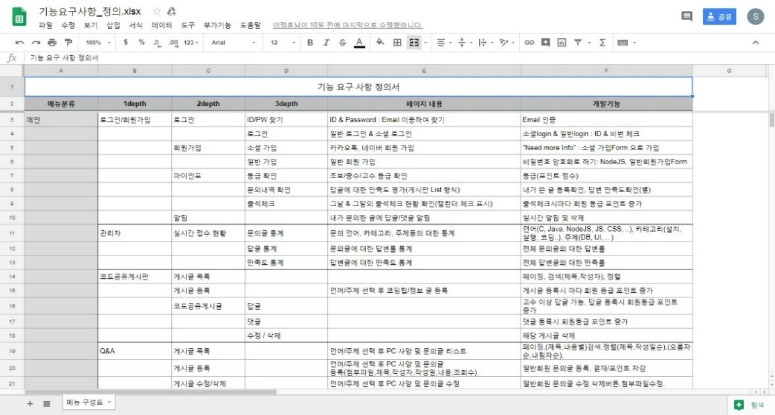 기능요구사항_정의.xlsx
파일 수정 보기 삽입 서식 데이터 도구 부가기능 도움말 이정훈님이 10일 전에 마지막으로 수정했습니다.
공유
S
100% $ % .0 .00 123 Arial 12 B I S A
fx 기능 요구 사항 정의서
A B C D E F G
1 기능 요구 사항 정의서
2 메뉴분류 1depth 2depth 3depth 페이지 내용 개발기능
3 메인 로그인/회원가입 로그인 ID/PW 찾기 ID & Password : Email 이용하여 찾기 Email 인증
4 로그인 일반 로그인 & 소셜 로그인 소셜login & 일반login : ID & 비번 체크
5 회원가입 소셜 가입 카카오톡, 네이버 회원 가입 "Need more Info" : 소셜 가입Form 으로 가입
6 일반 가입 일반 회원 가입 비밀번호 암호화로 하기: NodeJS, 일반회원가입Form
7 마이인포 등급 확인 초보/중수/고수 등급 확인 등급(포인트 점수)
8 문의내역 확인 답글에 대한 만족도 평가(게시판 List 형식) 내가 쓴 글 등록확인, 답변 만족도확인(별)
9 출석체크 그날 & 그달의 출석체크 현황 확인(캘린더 체크 표시) 출석체크시마다 회원 등급 포인트 증가
10 알림 내가 문의한 글에 답글/댓글 알림 실시간 알림 및 삭제
11 관리자 실시간 접수 현황 문의글 통계 문의 언어, 카테고리, 주제들의 대한 통계 언어(C, Java, NodeJS, JS, CSS, ..), 카테고리(설치, 실행, 코딩..), 주제(DB, UI, .. )
12 답글 통계 문의글에 대한 답변률 통계 전체 문의글의 대한 답변률
13 만족도 통계 답변글에 대한 만족도 통계 전체 답변글의 대한 만족률
14 코드공유게시판 게시글 목록 페이징, 검색(제목,작성자), 정렬
15 게시글 등록 언어/주제 선택 후 코딩팁/정보 글 등록 게시글 등록시 마다 회원 등급 포인트 증가
16 코드공유게시글 답글 고수 이상 답글 가능, 답글 등록시 회원등급 포인트 증가
17 댓글 댓글 등록시 회원등급 포인트 증가
18 수정 / 삭제 해당 게시글 삭제
19 Q&A 게시글 목록 언어/주제 선택 후 PC 사양 및 문의글 리스트 페이징,(제목,내용별)검색,정렬(제목,작성일순),(오름차순,내림차순),
20 게시글 등록 언어/주제 선택 후 PC 사양 및 문의글 등록(첨부파일,제목,작성자,작성일,내용,조회수) 일반회원 문의글 등록, 결재/포인트 차감
21 게시글 수정/삭제 언어/주제 선택 후 PC 사양 및 문의글 수정 일반회원 문의글 수정,삭제버튼,첨부파일수정.
메뉴 구성표
탐색